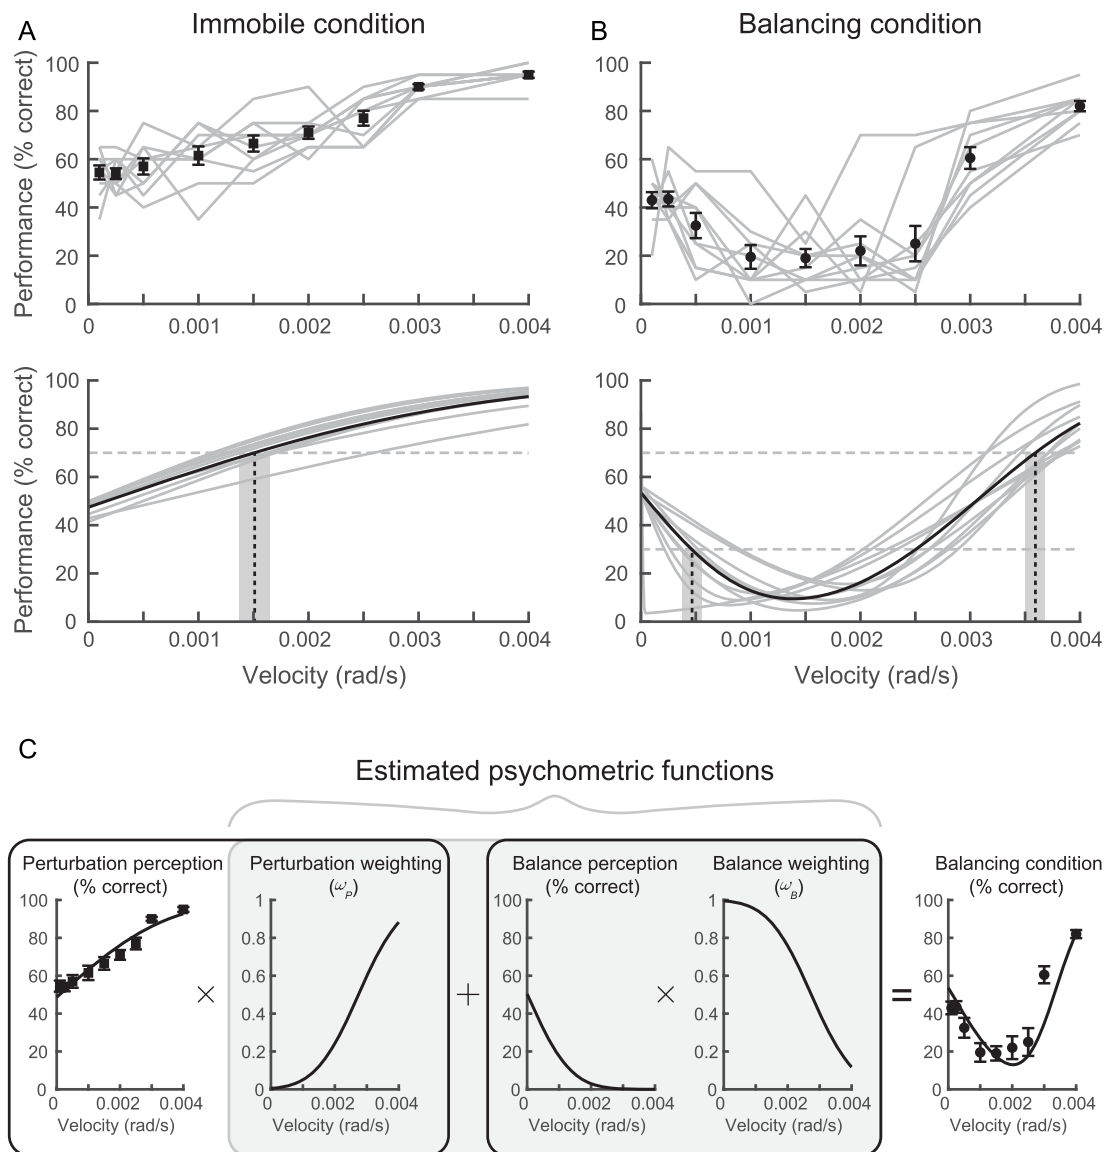 A
Immobile condition
B
Balancing condition
Performance (% correct)
100
80
60
40
20
0
0 0.001 0.002 0.003 0.004
100
80
60
40
20
0
0 0.001 0.002 0.003 0.004
Performance (% correct)
100
80
60
40
20
0
0 0.001 0.002 0.003 0.004
Velocity (rad/s)
100
80
60
40
20
0
0 0.001 0.002 0.003 0.004
Velocity (rad/s)
C
Estimated psychometric functions
Perturbation perception
(% correct)
100
80
60
40
20
0
0 0.002 0.004
Velocity (rad/s)
×
Perturbation weighting
(ωP)
1
0.8
0.6
0.4
0.2
0
0 0.002 0.004
Velocity (rad/s)
+
Balance perception
(% correct)
100
80
60
40
20
0
0 0.002 0.004
Velocity (rad/s)
×
Balance weighting
(ωB)
1
0.8
0.6
0.4
0.2
0
0 0.002 0.004
Velocity (rad/s)
=
Balancing condition
(% correct)
100
80
60
40
20
0
0 0.002 0.004
Velocity (rad/s)